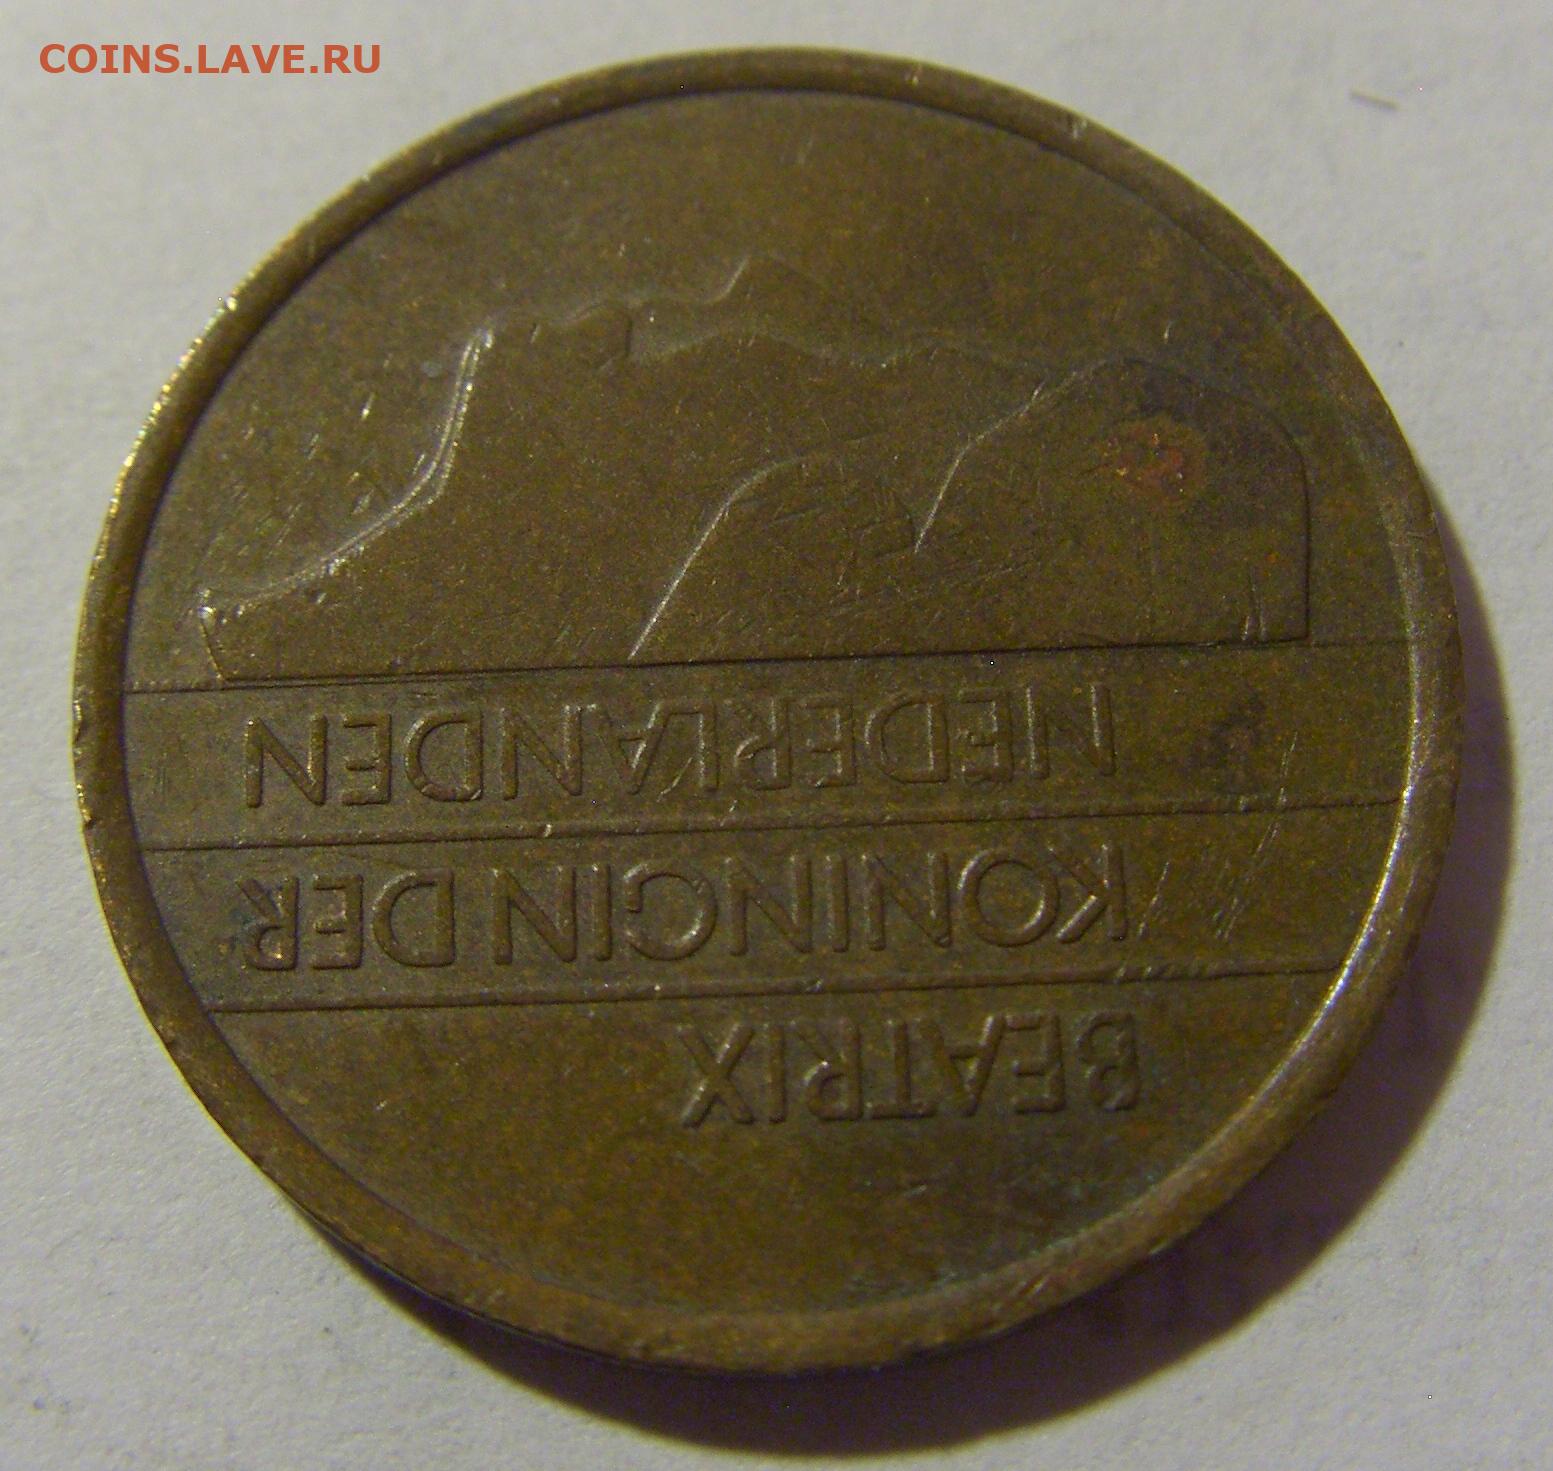 COINS.LAVE.RU
BEATRIX
KONINGIN DER
NEDERLANDEN